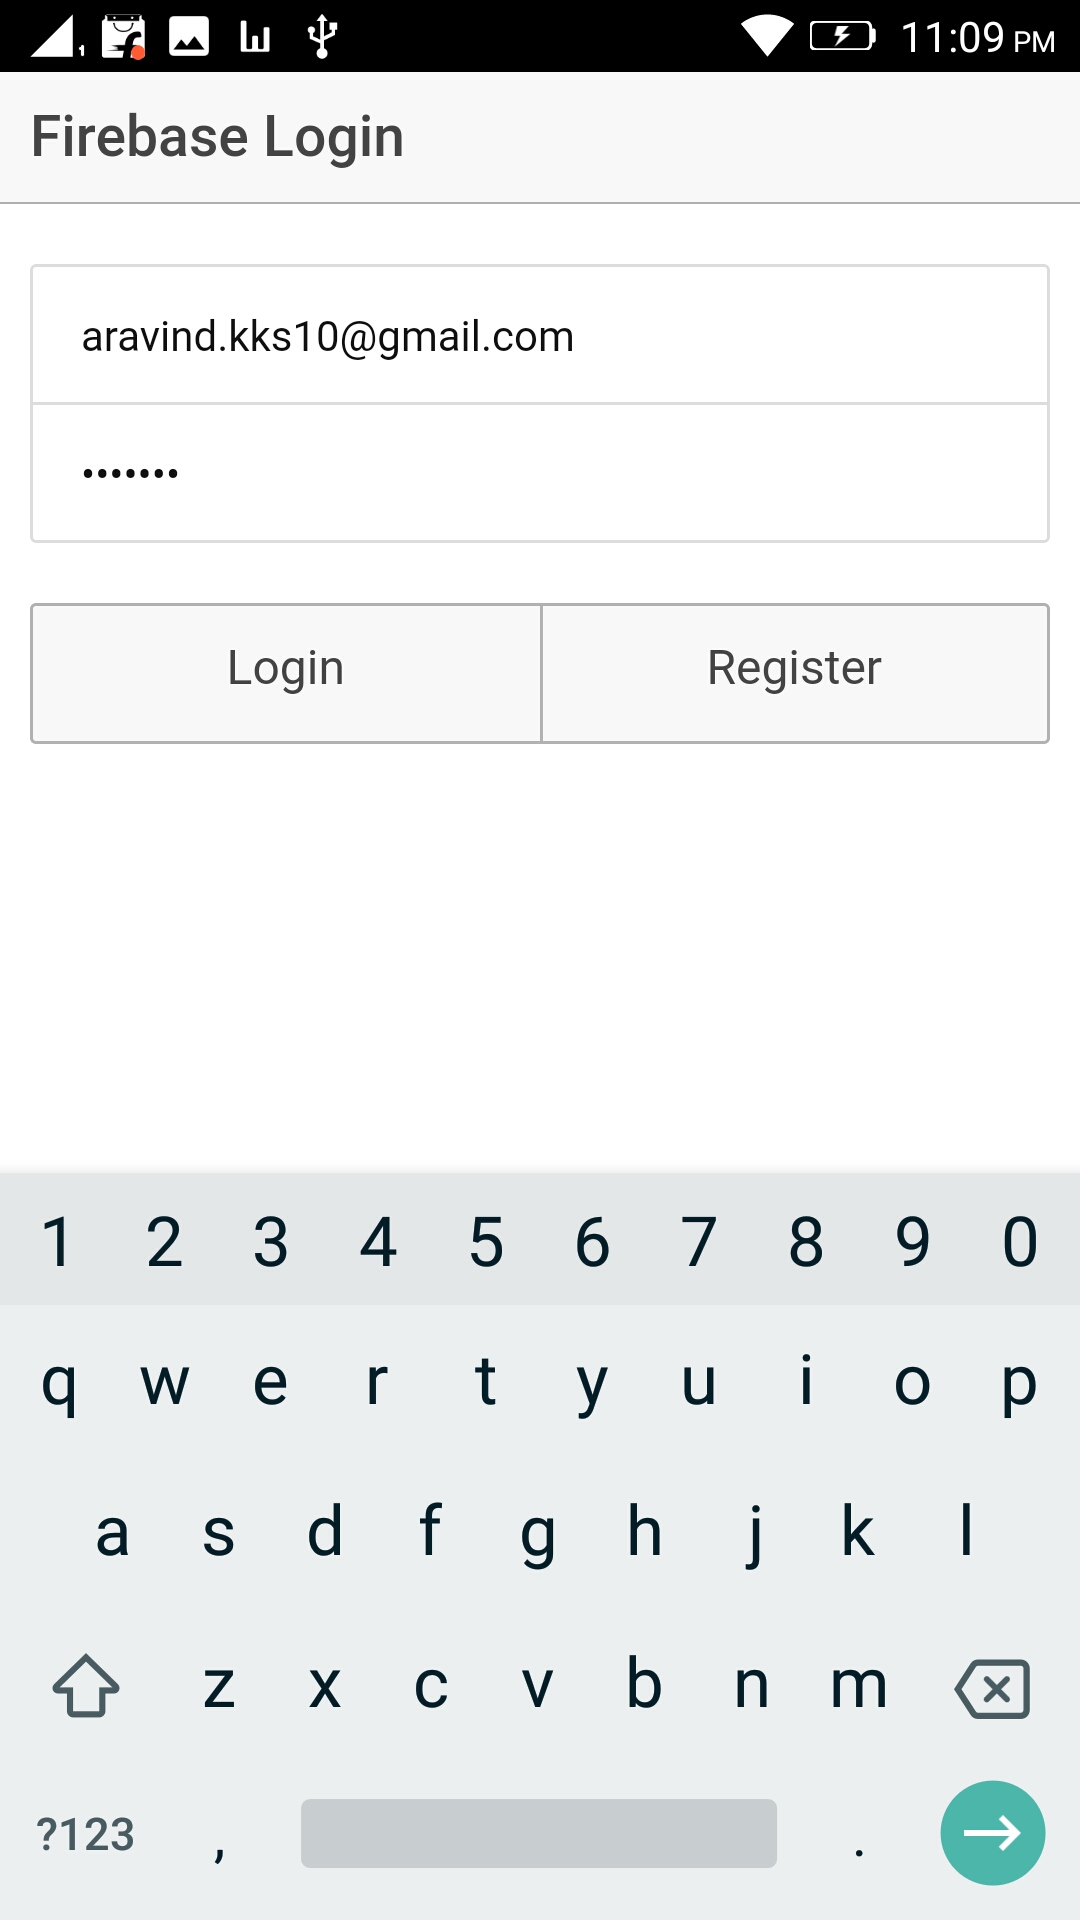 1 11:09 PM
Firebase Login
aravind.kks10@gmail.com
•••••••
Login Register
1 2 3 4 5 6 7 8 9 0
q w e r t y u i o p
a s d f g h j k l
z x c v b n m
?123 , .